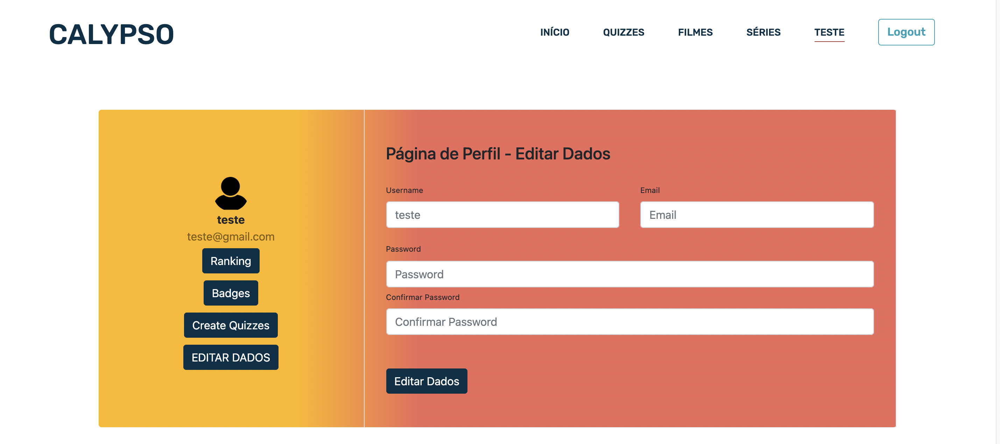 CALYPSO
INÍCIO QUIZZES FILMES SÉRIES TESTE Logout
teste
teste@gmail.com
Ranking
Badges
Create Quizzes
EDITAR DADOS
Página de Perfil - Editar Dados
Username Email
teste Email
Password
Password
Confirmar Password
Confirmar Password
Editar Dados